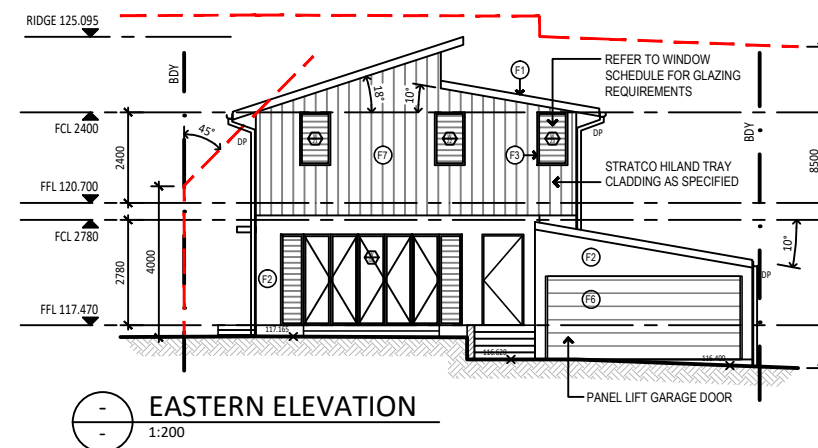 RIDGE 125.095
BDY
FCL 2400
45°
DP
18°
10°
F1
REFER TO WINDOW
SCHEDULE FOR GLAZING
REQUIREMENTS
BDY
DP
8500
2400
F7
F3
STRATCO HILAND TRAY
CLADDING AS SPECIFIED
FFL 120.700
FCL 2780
4000
2780
F2
F2
10°
DP
F6
FFL 117.470
117.165
116.620
116.400
PANEL LIFT GARAGE DOOR
-
-
EASTERN ELEVATION
1:200